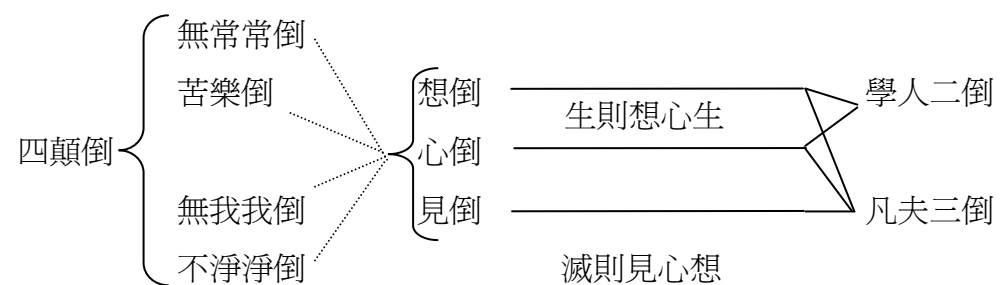 四顛倒
無常常倒
苦樂倒
無我我倒
不淨淨倒
想倒
心倒
見倒
生則想心生
滅則見心想
學人二倒
凡夫三倒